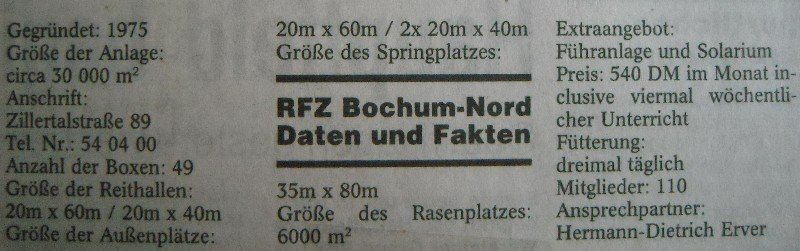 Gegründet: 1975
Größe der Anlage:
circa 30 000 m²
Anschrift:
Zillertalstraße 89
Tel. Nr.: 54 04 00
Anzahl der Boxen: 49
Größe der Reithallen:
20m x 60m / 20m x 40m
Größe der Außenplätze:
20m x 60m / 2x 20m x 40m
Größe des Springplatzes:
RFZ Bochum-Nord
Daten und Fakten
35m x 80m
Größe des Rasenplatzes:
6000 m²
Extraangebot:
Führanlage und Solarium
Preis: 540 DM im Monat in-
clusive viermal wöchentli-
cher Unterricht
Fütterung:
dreimal täglich
Mitglieder: 110
Ansprechpartner:
Hermann-Dietrich Erver